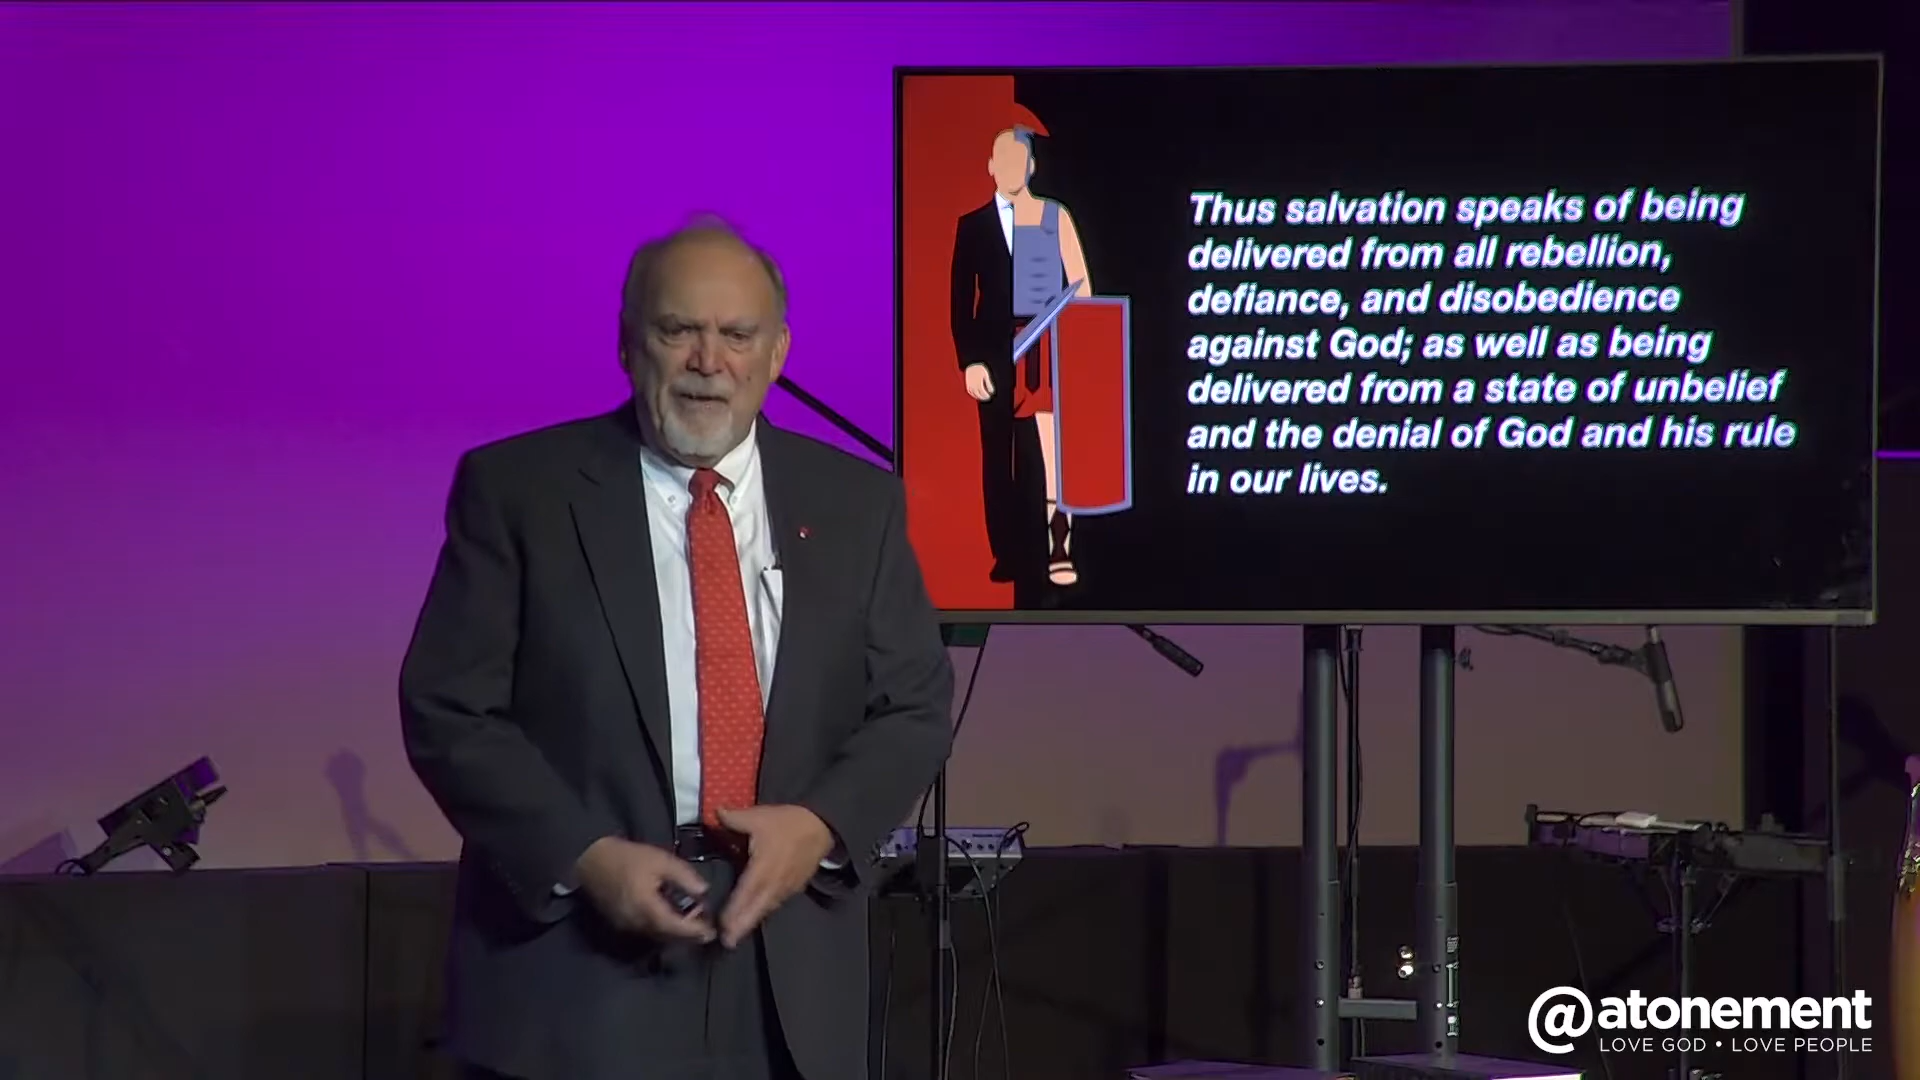 Thus salvation speaks of being
delivered from all rebellion,
defiance, and disobedience
against God; as well as being
delivered from a state of unbelief
and the denial of God and his rule
in our lives.
@atonement
LOVE GOD • LOVE PEOPLE